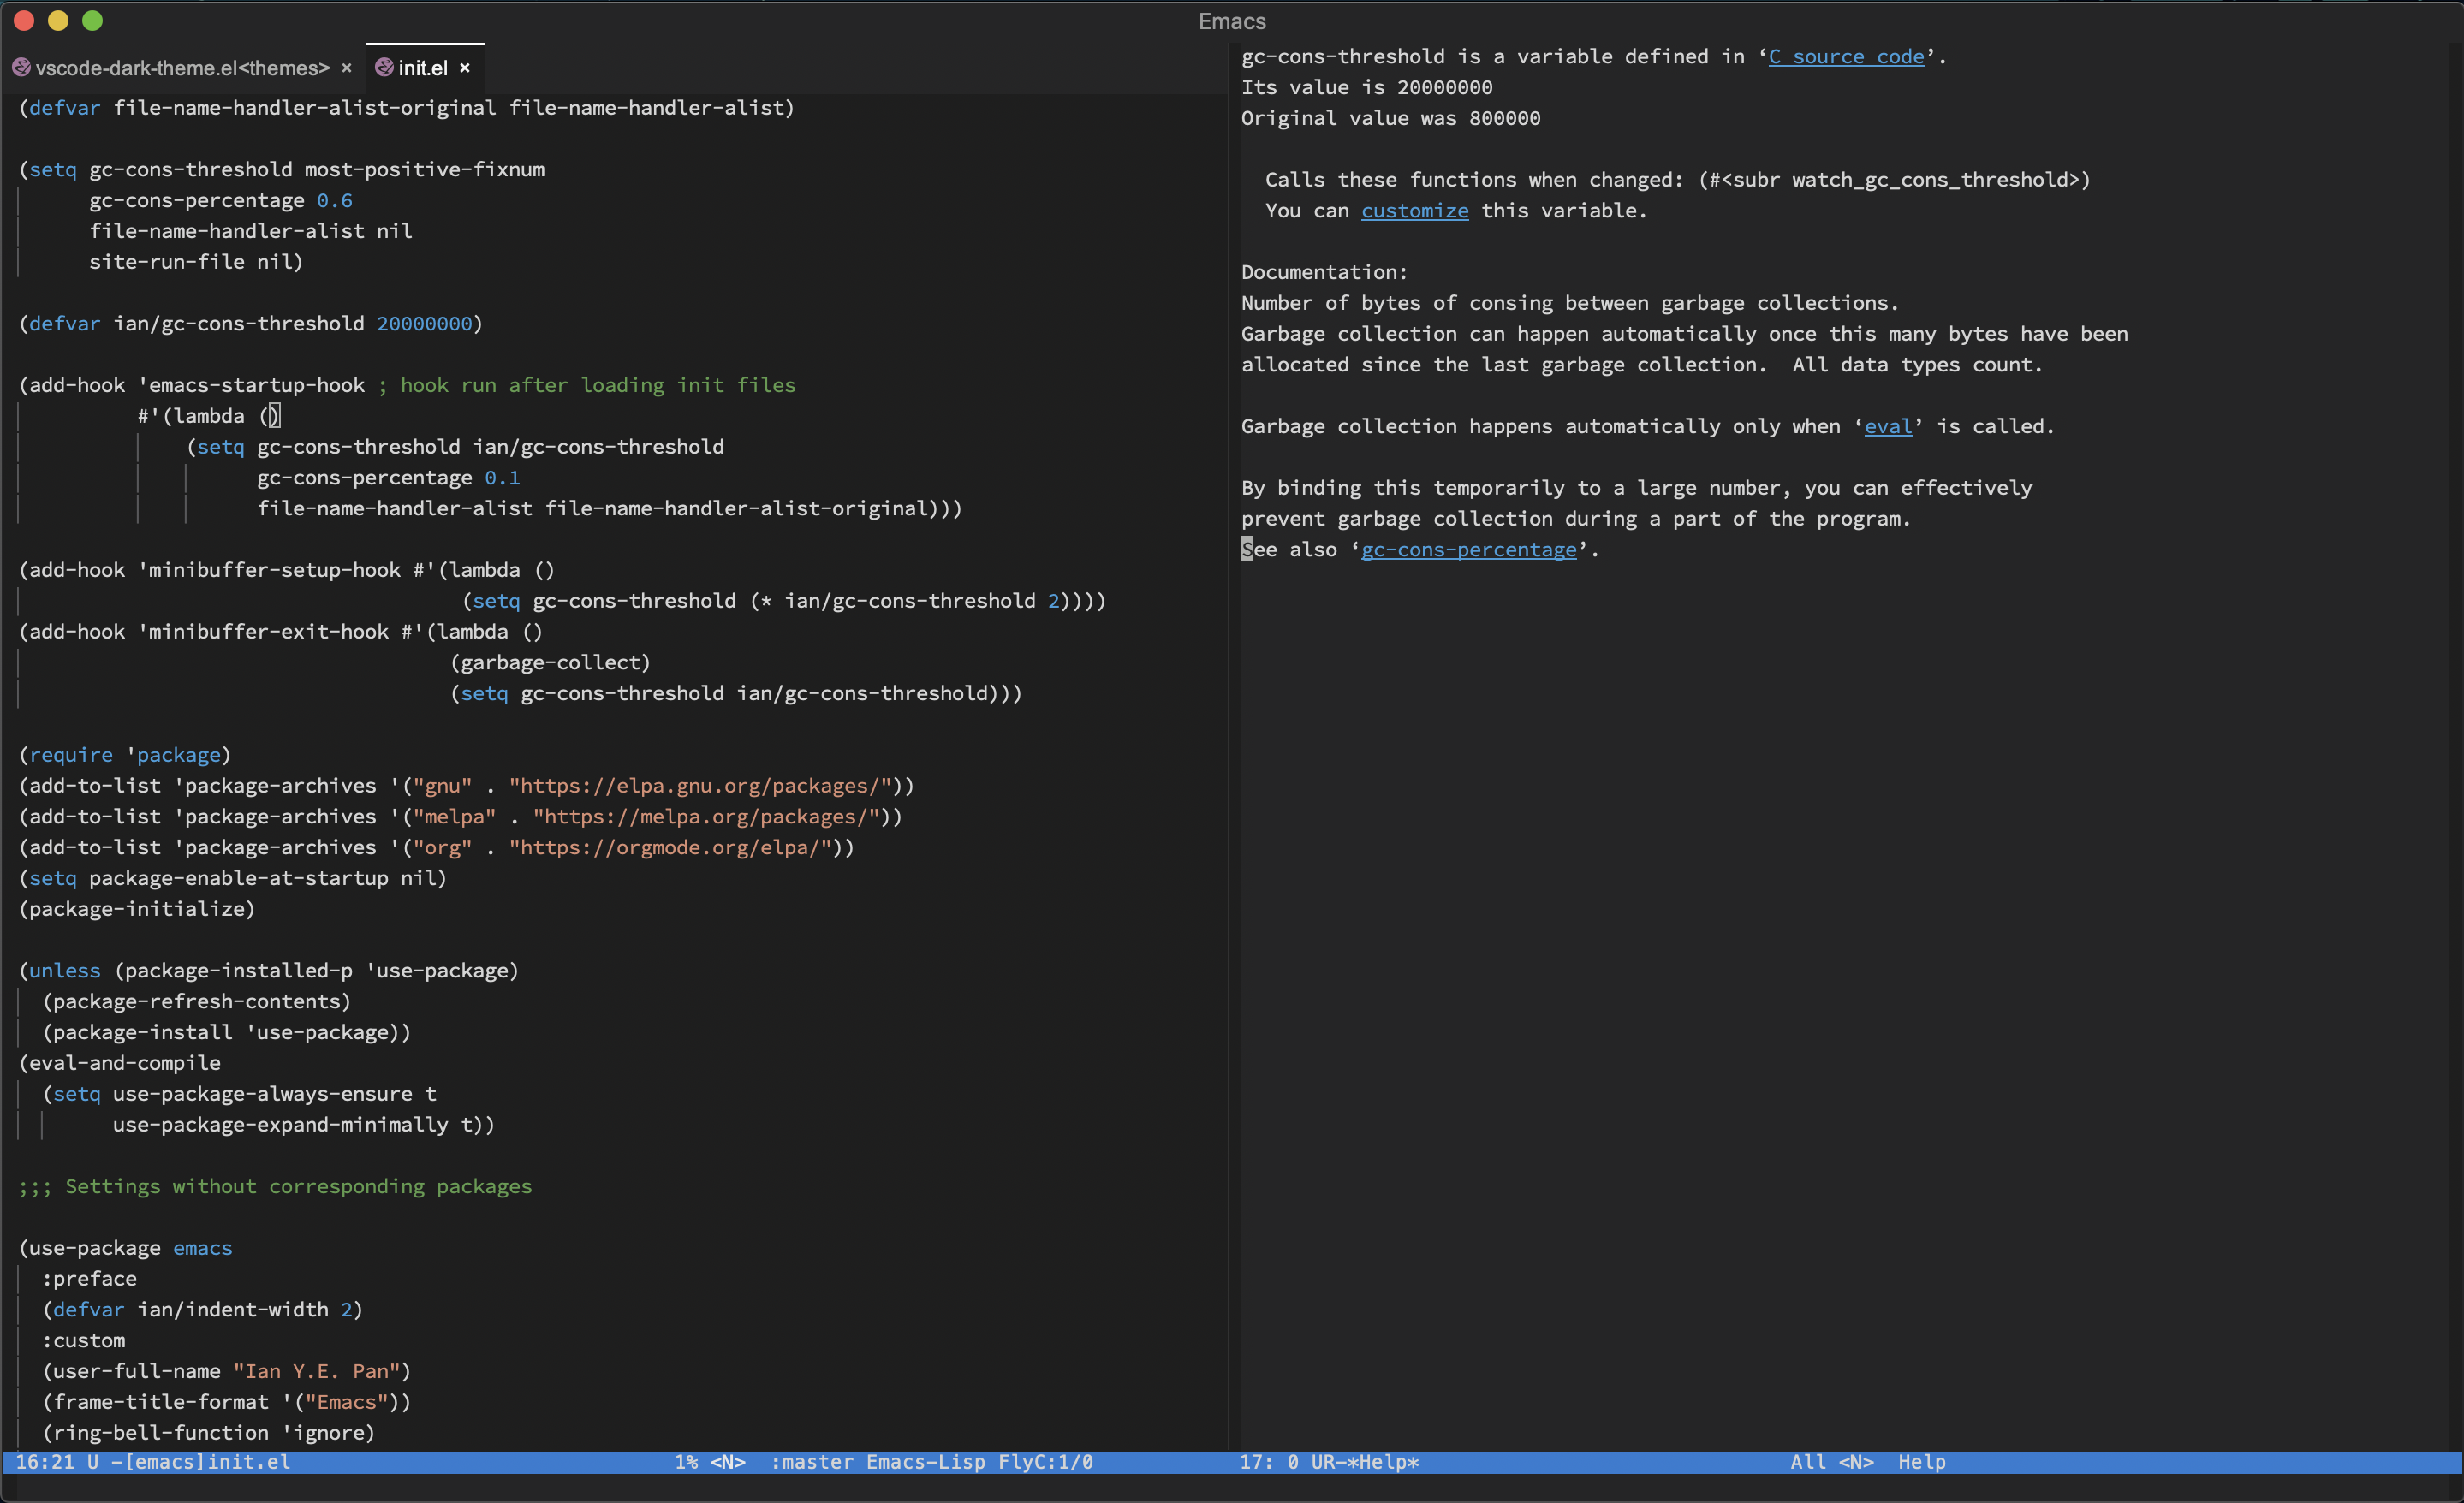 Emacs
vscode-dark-theme.el<themes> × init.el ×
(defvar file-name-handler-alist-original file-name-handler-alist)
(setq gc-cons-threshold most-positive-fixnum
gc-cons-percentage 0.6
file-name-handler-alist nil
site-run-file nil)
(defvar ian/gc-cons-threshold 20000000)
(add-hook 'emacs-startup-hook ; hook run after loading init files
#'(lambda ()
(setq gc-cons-threshold ian/gc-cons-threshold
gc-cons-percentage 0.1
file-name-handler-alist file-name-handler-alist-original)))
(add-hook 'minibuffer-setup-hook #'(lambda ()
(setq gc-cons-threshold (* ian/gc-cons-threshold 2))))
(add-hook 'minibuffer-exit-hook #'(lambda ()
(garbage-collect)
(setq gc-cons-threshold ian/gc-cons-threshold)))
(require 'package)
(add-to-list 'package-archives '("gnu" . "https://elpa.gnu.org/packages/"))
(add-to-list 'package-archives '("melpa" . "https://melpa.org/packages/"))
(add-to-list 'package-archives '("org" . "https://orgmode.org/elpa/"))
(setq package-enable-at-startup nil)
(package-initialize)
(unless (package-installed-p 'use-package)
(package-refresh-contents)
(package-install 'use-package))
(eval-and-compile
(setq use-package-always-ensure t
use-package-expand-minimally t))
;;; Settings without corresponding packages
(use-package emacs
:preface
(defvar ian/indent-width 2)
:custom
(user-full-name "Ian Y.E. Pan")
(frame-title-format '("Emacs"))
(ring-bell-function 'ignore)
16:21 U -[emacs]init.el 1% <N> :master Emacs-Lisp FlyC:1/0
gc-cons-threshold is a variable defined in ‘C source code’.
Its value is 20000000
Original value was 800000
Calls these functions when changed: (#<subr watch_gc_cons_threshold>)
You can customize this variable.
Documentation:
Number of bytes of consing between garbage collections.
Garbage collection can happen automatically once this many bytes have been
allocated since the last garbage collection.  All data types count.
Garbage collection happens automatically only when ‘eval’ is called.
By binding this temporarily to a large number, you can effectively
prevent garbage collection during a part of the program.
See also ‘gc-cons-percentage’.
17: 0 UR-*Help* All <N> Help